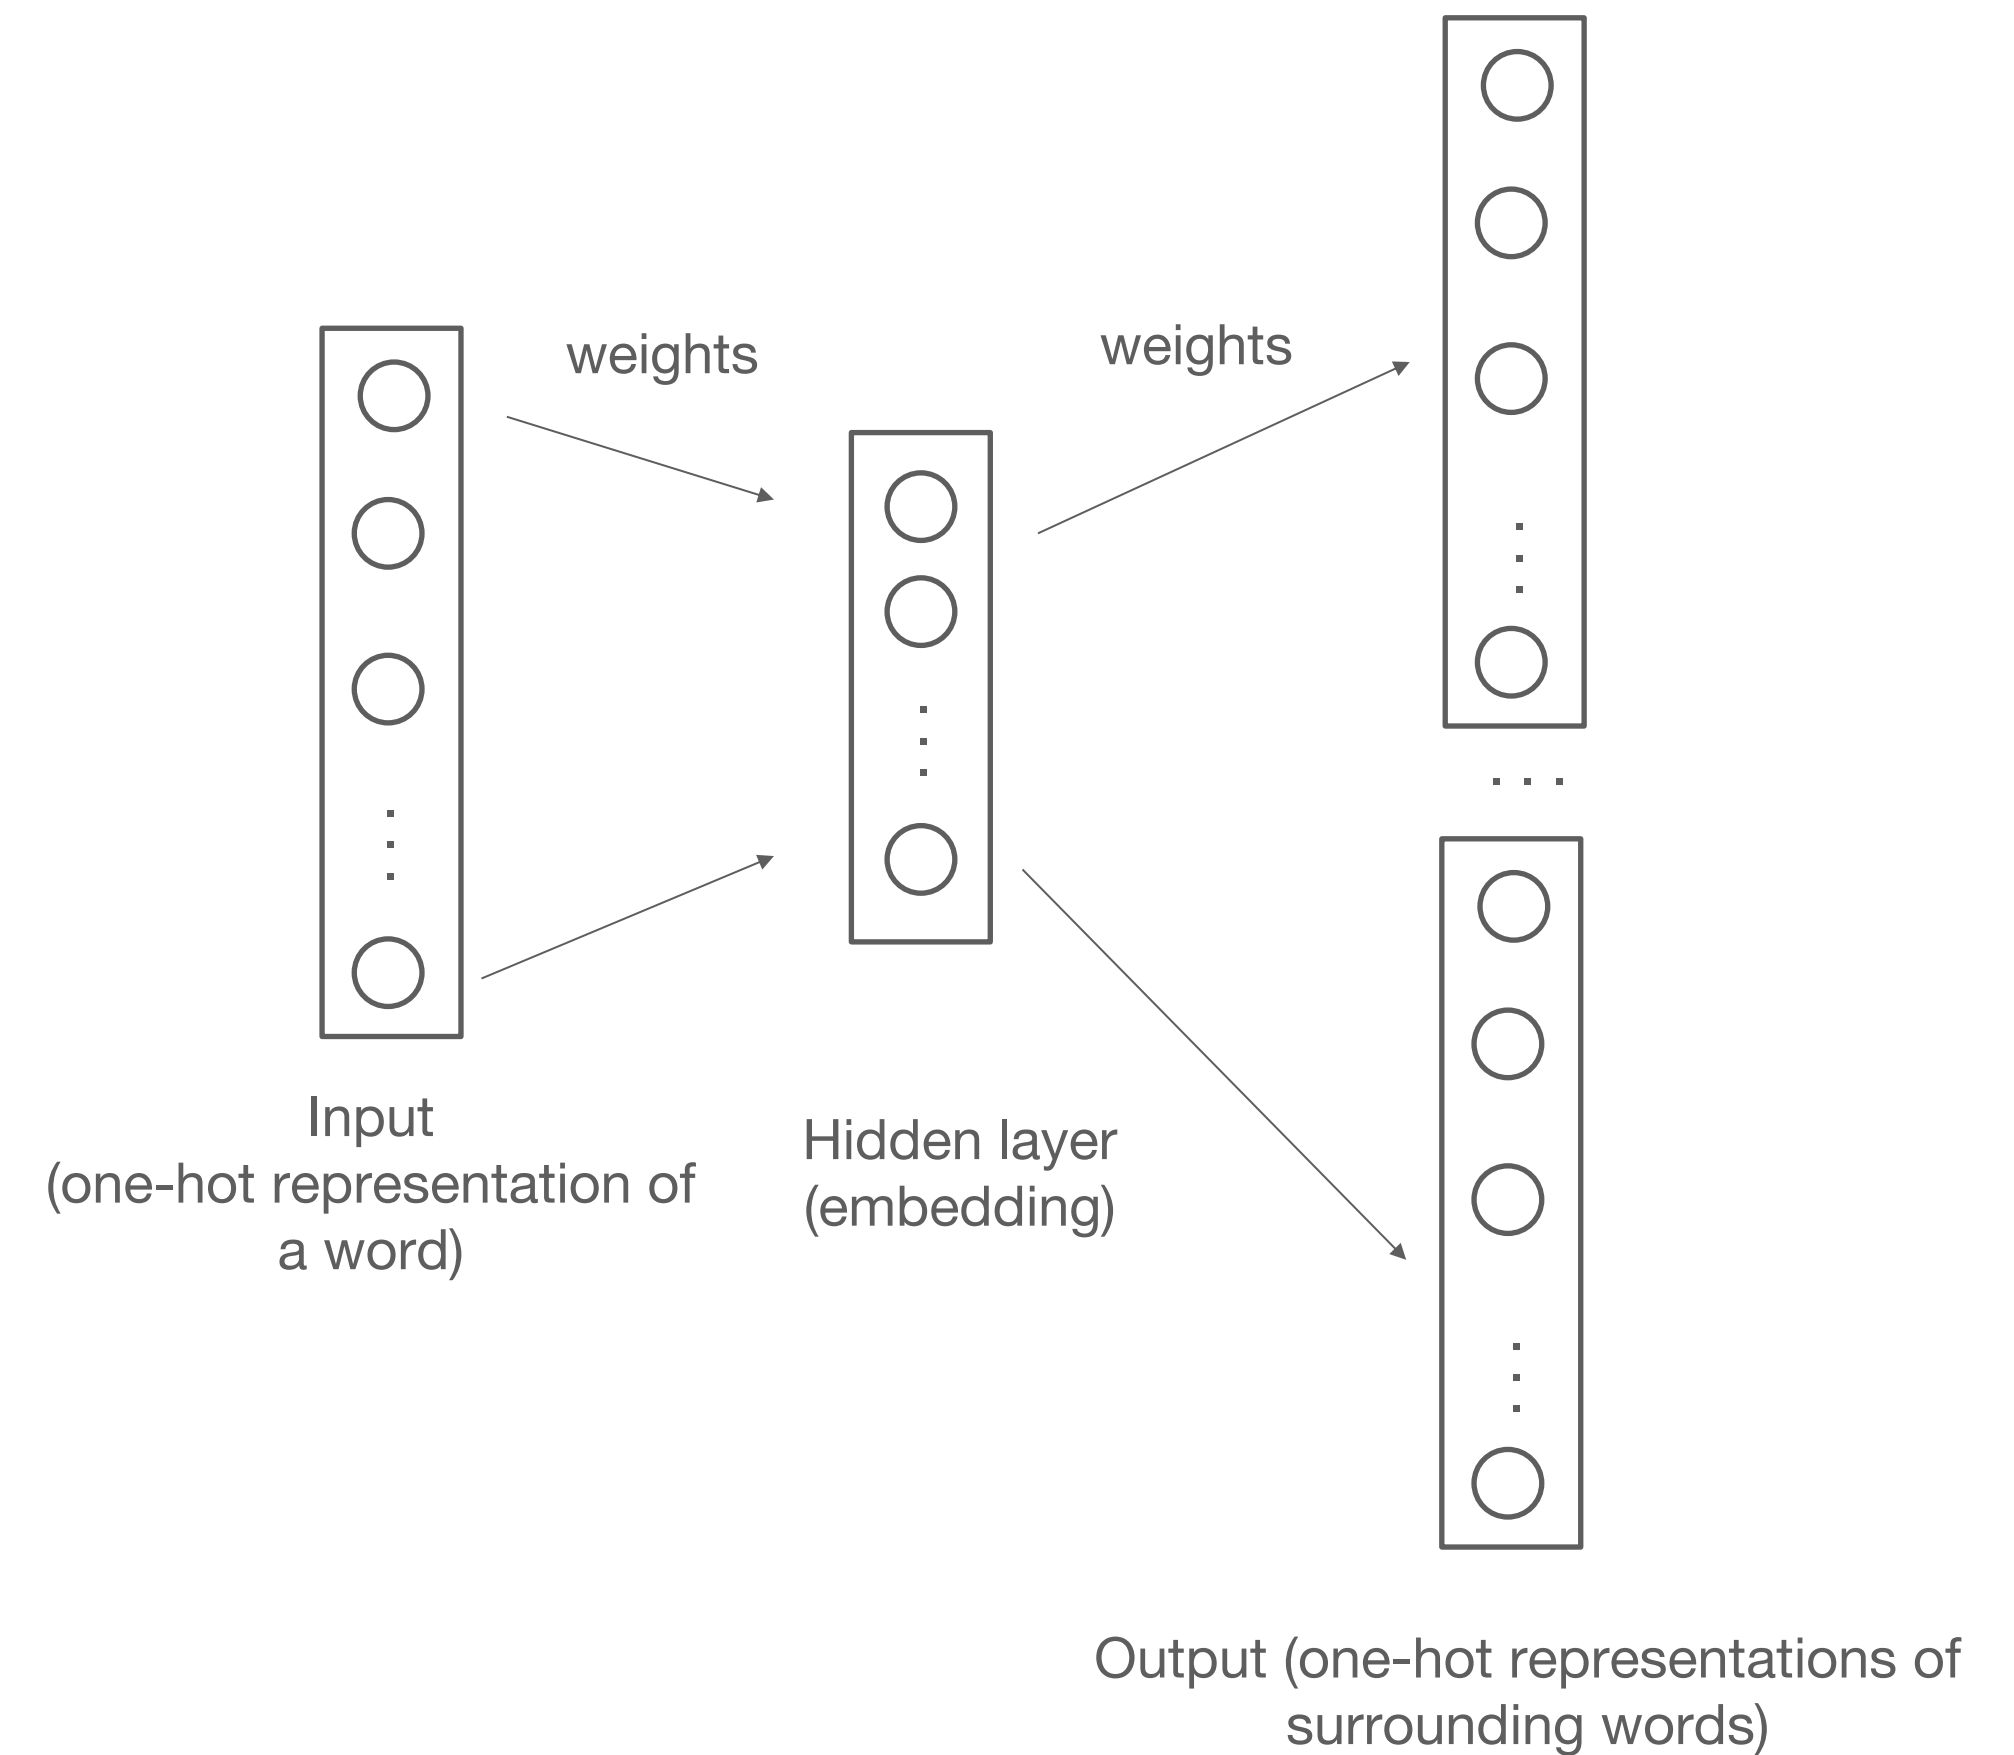 weights
weights
Input
(one-hot representation of
a word)
Hidden layer
(embedding)
Output (one-hot representations of
surrounding words)